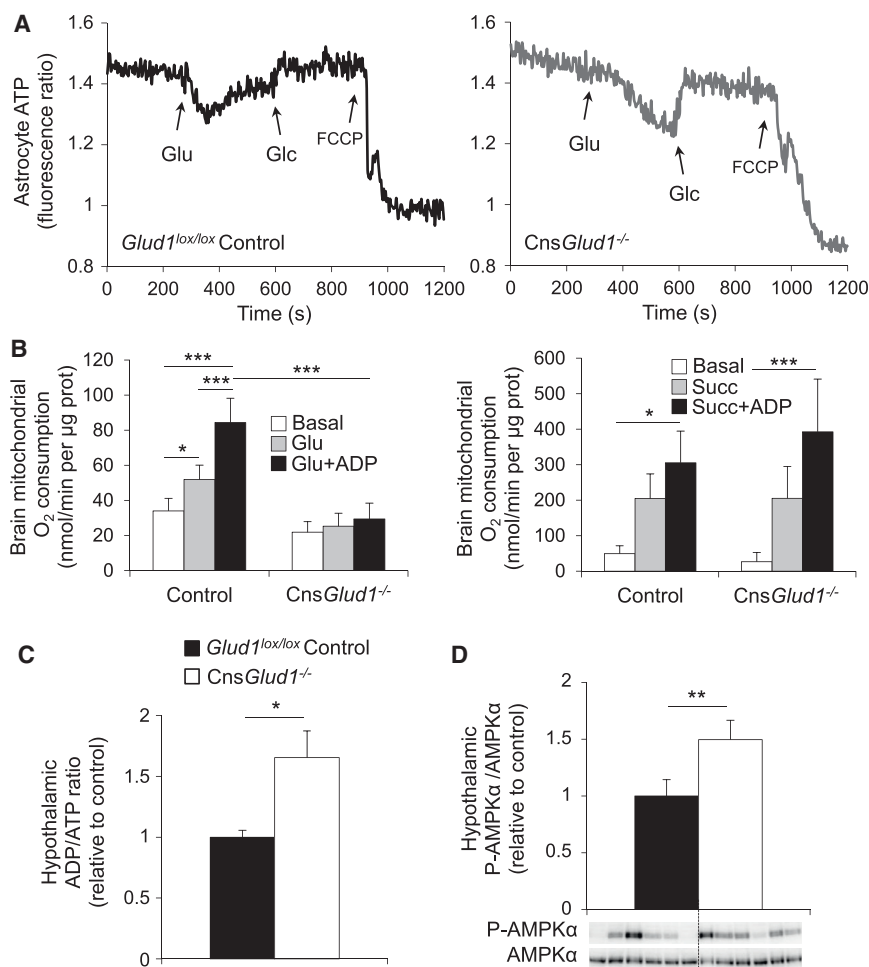 A
Astrocyte ATP
(fluorescence ratio)
1.6
1.4
1.2
1
0.8
Glu
Glc
FCCP
Glud1lox/lox Control
0 200 400 600 800 1000 1200
Time (s)
1.6
1.4
1.2
1
0.8
Glu
Glc
FCCP
CnsGlud1-/-
0 200 400 600 800 1000 1200
Time (s)
B
Brain mitochondrial
O2 consumption
(nmol/min per µg prot)
120
100
80
60
40
20
0
***
***
***
*
Basal
Glu
Glu+ADP
Control CnsGlud1-/-
Brain mitochondrial
O2 consumption
(nmol/min per µg prot)
600
500
400
300
200
100
0
Basal
Succ
Succ+ADP
***
*
Control CnsGlud1-/-
C
Glud1lox/lox Control
CnsGlud1-/-
Hypothalamic
ADP/ATP ratio
(relative to control)
2
1.5
1
0.5
0
*
D
Hypothalamic
P-AMPKα /AMPKα
(relative to control)
2
1.5
1
0.5
0
**
P-AMPKα
AMPKα